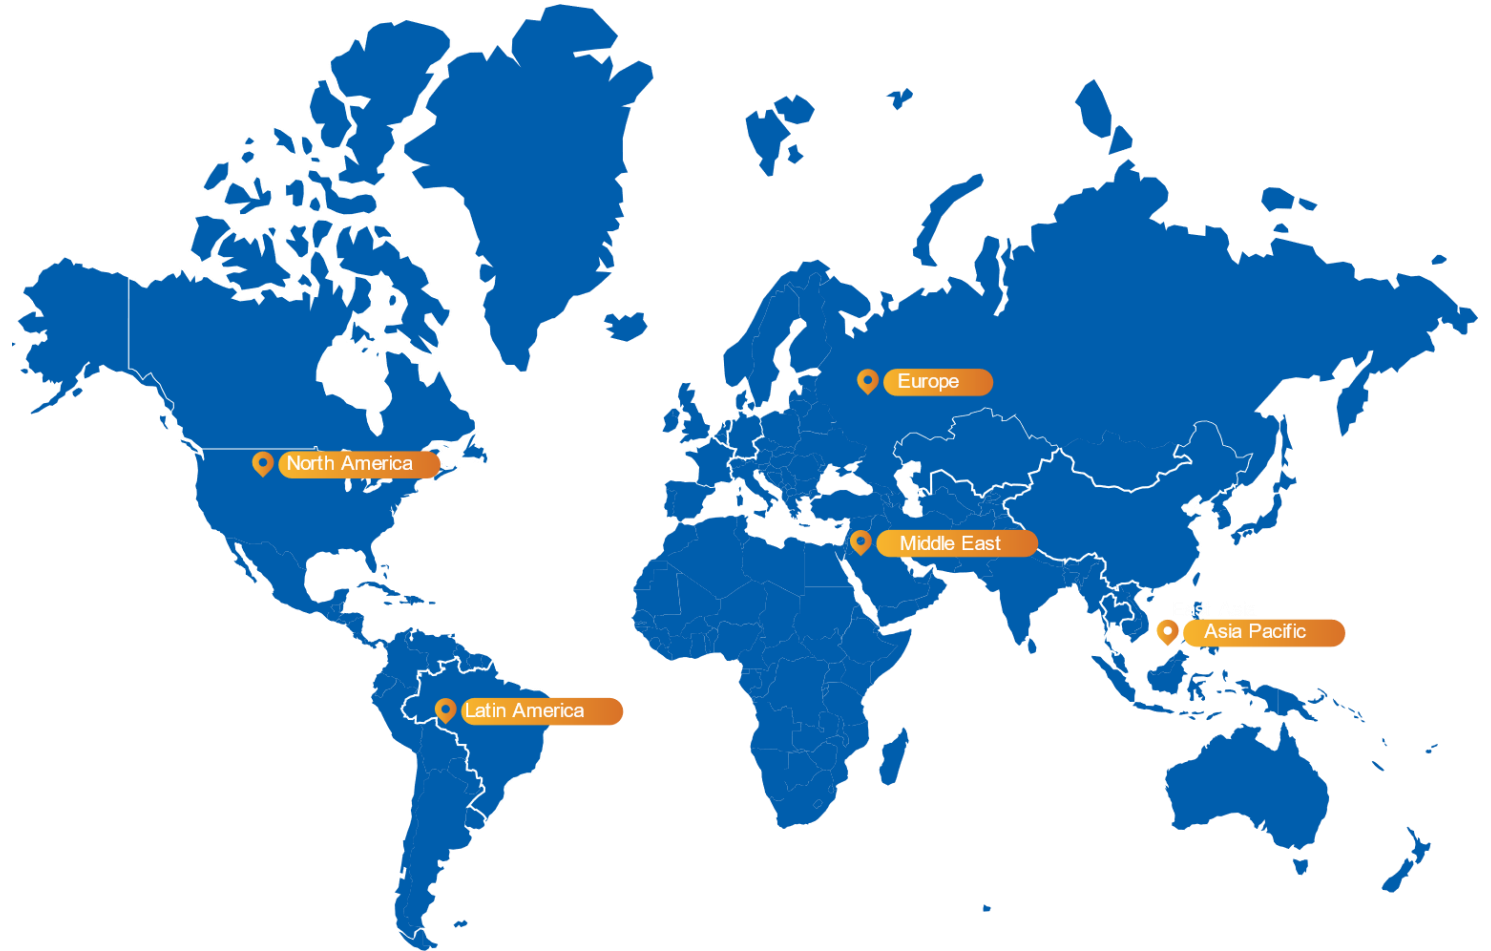 Europe
North America
Middle East
Asia Pacific
Latin America